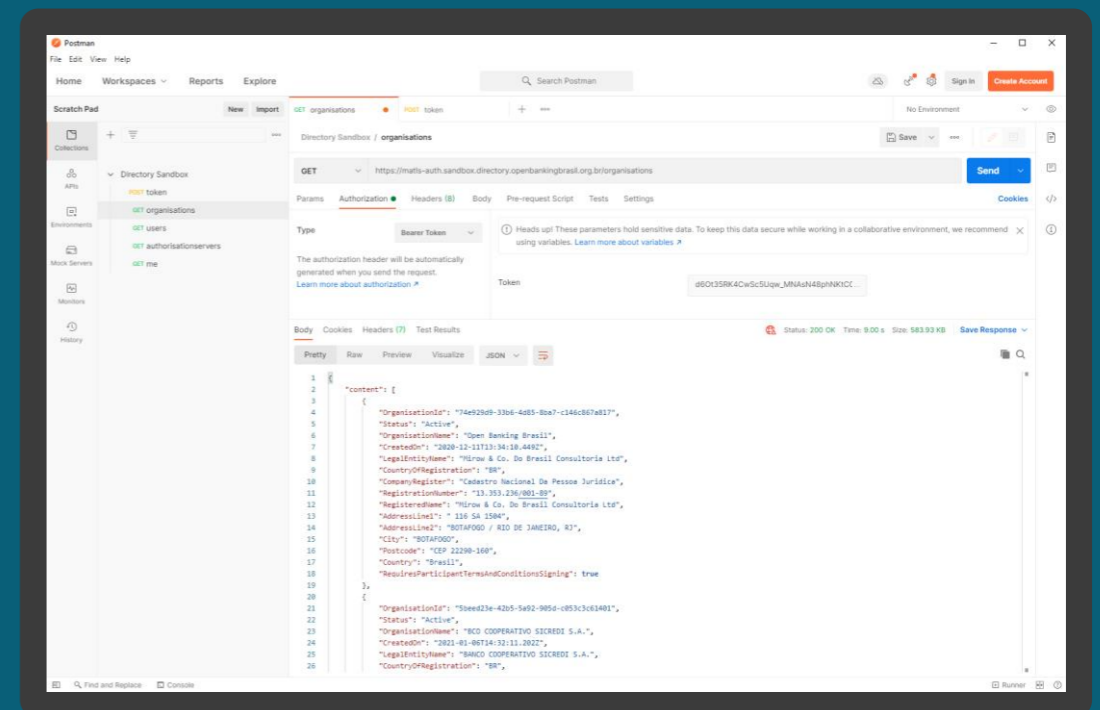 Postman
File Edit View Help
Home Workspaces Reports Explore Search Postman Sign In Create Account
Scratch Pad New Import GET organisations POST token No Environment
Collections
APIs
Environments
Mock Servers
Monitors
History
Directory Sandbox
POST token
GET organisations
GET users
GET authorisationservers
GET me
Directory Sandbox / organisations Save
GET https://matls-auth.sandbox.directory.openbankingbrasil.org.br/organisations Send
Params Authorization Headers (8) Body Pre-request Script Tests Settings Cookies
Type Bearer Token
The authorization header will be automatically
generated when you send the request.
Learn more about authorization
Heads up! These parameters hold sensitive data. To keep this data secure while working in a collaborative environment, we recommend
using variables. Learn more about variables
Token d6Ot35RK4CwSc5Uqw_MNAsN48phNKtC(...
Body Cookies Headers (7) Test Results Status: 200 OK Time: 9.00 s Size: 583.93 KB Save Response
Pretty Raw Preview Visualize JSON
1 {
2 "content": [
3 {
4 "OrganisationId": "74e929d9-33b6-4d85-8ba7-c146c867a817",
5 "Status": "Active",
6 "OrganisationName": "Open Banking Brasil",
7 "CreatedOn": "2020-12-11T13:34:10.449Z",
8 "LegalEntityName": "Mirow & Co. Do Brasil Consultoria Ltd",
9 "CountryOfRegistration": "BR",
10 "CompanyRegister": "Cadastro Nacional Da Pessoa Juridica",
11 "RegistrationNumber": "13.353.236/001-89",
12 "RegisteredName": "Mirow & Co. Do Brasil Consultoria Ltd",
13 "AddressLine1": " 116 SA 1504",
14 "AddressLine2": "BOTAFOGO / RIO DE JANEIRO, RJ",
15 "City": "BOTAFOGO",
16 "Postcode": "CEP 22290-160",
17 "Country": "Brasil",
18 "RequiresParticipantTermsAndConditionsSigning": true
19 },
20 {
21 "OrganisationId": "5beed23e-42b5-5a92-905d-c053c3c61401",
22 "Status": "Active",
23 "OrganisationName": "BCO COOPERATIVO SICREDI S.A.",
24 "CreatedOn": "2021-01-06T14:32:11.202Z",
25 "LegalEntityName": "BANCO COOPERATIVO SICREDI S.A.",
26 "CountryOfRegistration": "BR",
Find and Replace Console Runner